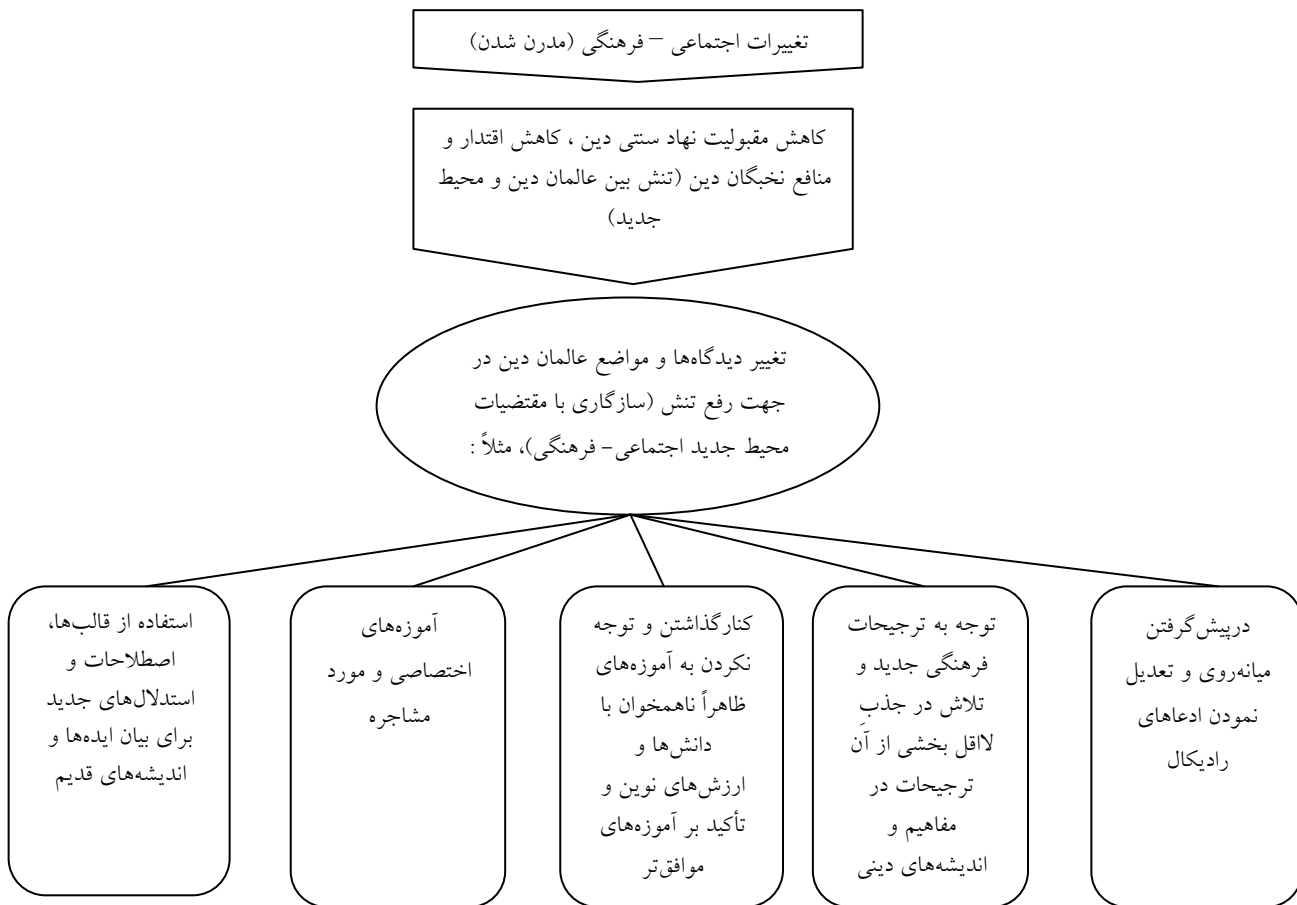 تغییرات اجتماعی – فرهنگی (مدرن شدن)
کاهش مقبولیت نهاد سنتی دین ، کاهش اقتدار و
منافع نخبگان دین (تنش بین عالمان دین و محیط
جدید)
تغییر دیدگاه‌ها و مواضع عالمان دین در
جهت رفع تنش (سازگاری با مقتضیات
محیط جدید اجتماعی- فرهنگی)، مثلاً :
درپیش‌گرفتن
میانه‌روی و تعدیل
نمودن ادعاهای
رادیکال
توجه به ترجیحات
فرهنگی جدید و
تلاش در جذبِ
لااقل بخشی از آن
ترجیحات در
مفاهیم و
اندیشه‌های دینی
کنارگذاشتن و توجه
نکردن به آموزه‌های
ظاهراً ناهمخوان با
دانش‌ها و
ارزش‌های نوین و
تأکید بر آموزه‌های
موافق‌تر
آموزه‌های
اختصاصی و مورد
مشاجره
استفاده از قالب‌ها،
اصطلاحات و
استدلال‌های جدید
برای بیان ایده‌ها و
اندیشه‌های قدیم